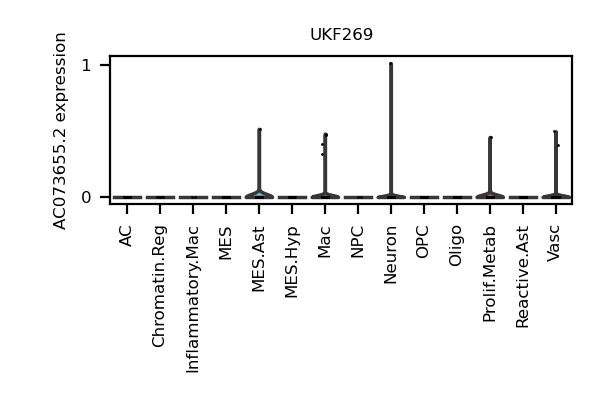 UKF269
AC073655.2 expression
1
0
AC
Chromatin.Reg
Inflammatory.Mac
MES
MES.Ast
MES.Hyp
Mac
NPC
Neuron
OPC
Oligo
Prolif.Metab
Reactive.Ast
Vasc